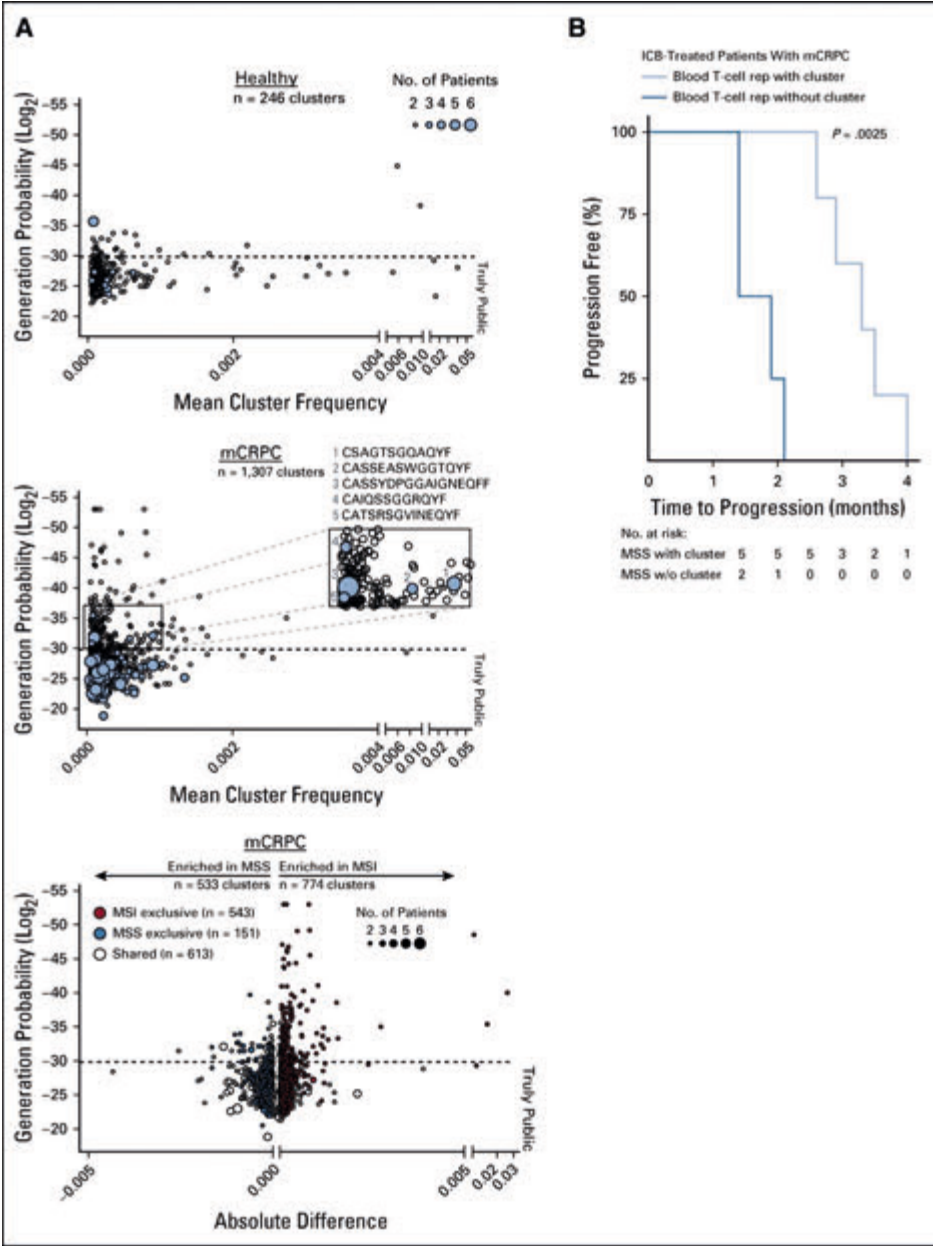 A
Healthy
n = 246 clusters
No. of Patients
2 3 4 5 6
Generation Probability (Log2)
–55
–50
–45
–40
–35
–30
–25
–20
Truly Public
0.000
0.002
0.004
0.006
0.010
0.02
0.05
Mean Cluster Frequency
mCRPC
n = 1,307 clusters
1 CSAGTSGQAQYF
2 CASSEASWGGTQYF
3 CASSYDPGGAIGNEQFF
4 CAIQSSGGRQYF
5 CATSRSGVINEQYF
Generation Probability (Log2)
–55
–50
–45
–40
–35
–30
–25
–20
4
3
5
2
1
Truly Public
0.000
0.002
0.004
0.006
0.010
0.02
0.05
Mean Cluster Frequency
mCRPC
Enriched in MSS
n = 533 clusters
Enriched in MSI
n = 774 clusters
MSI exclusive (n = 543)
MSS exclusive (n = 151)
Shared (n = 613)
No. of Patients
2 3 4 5 6
Generation Probability (Log2)
–55
–50
–45
–40
–35
–30
–25
–20
Truly Public
–0.005
0.000
0.005
0.02
0.03
Absolute Difference
B
ICB-Treated Patients With mCRPC
Blood T-cell rep with cluster
Blood T-cell rep without cluster
P = .0025
Progression Free (%)
100
75
50
25
0 1 2 3 4
Time to Progression (months)
No. at risk:
MSS with cluster 5 5 5 3 2 1
MSS w/o cluster 2 1 0 0 0 0